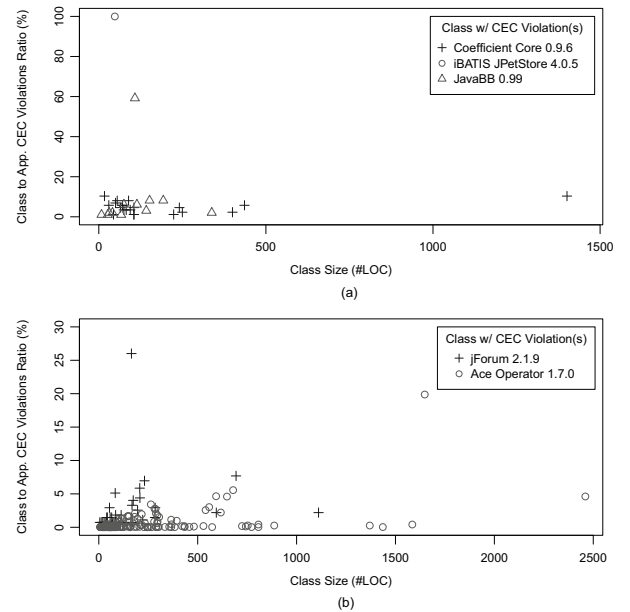 Class to App. CEC Violations Ratio (%)
100
80
60
40
20
0
Class w/ CEC Violation(s)
Coefficient Core 0.9.6
iBATIS JPetStore 4.0.5
JavaBB 0.99
0 500 1000 1500
Class Size (#LOC)
(a)
Class to App. CEC Violations Ratio (%)
30
25
20
15
10
5
0
Class w/ CEC Violation(s)
jForum 2.1.9
Ace Operator 1.7.0
0 500 1000 1500 2000 2500
Class Size (#LOC)
(b)